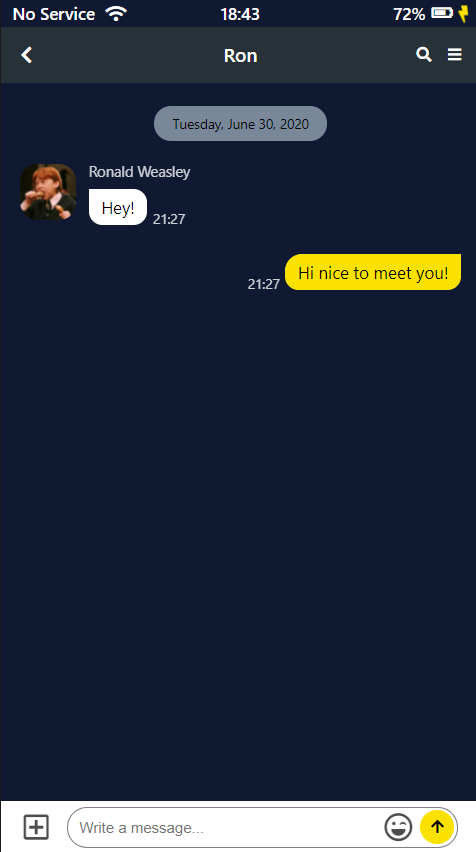 No Service 18:43 72%
Ron
Tuesday, June 30, 2020
Ronald Weasley
Hey! 21:27
21:27 Hi nice to meet you!
Write a message...